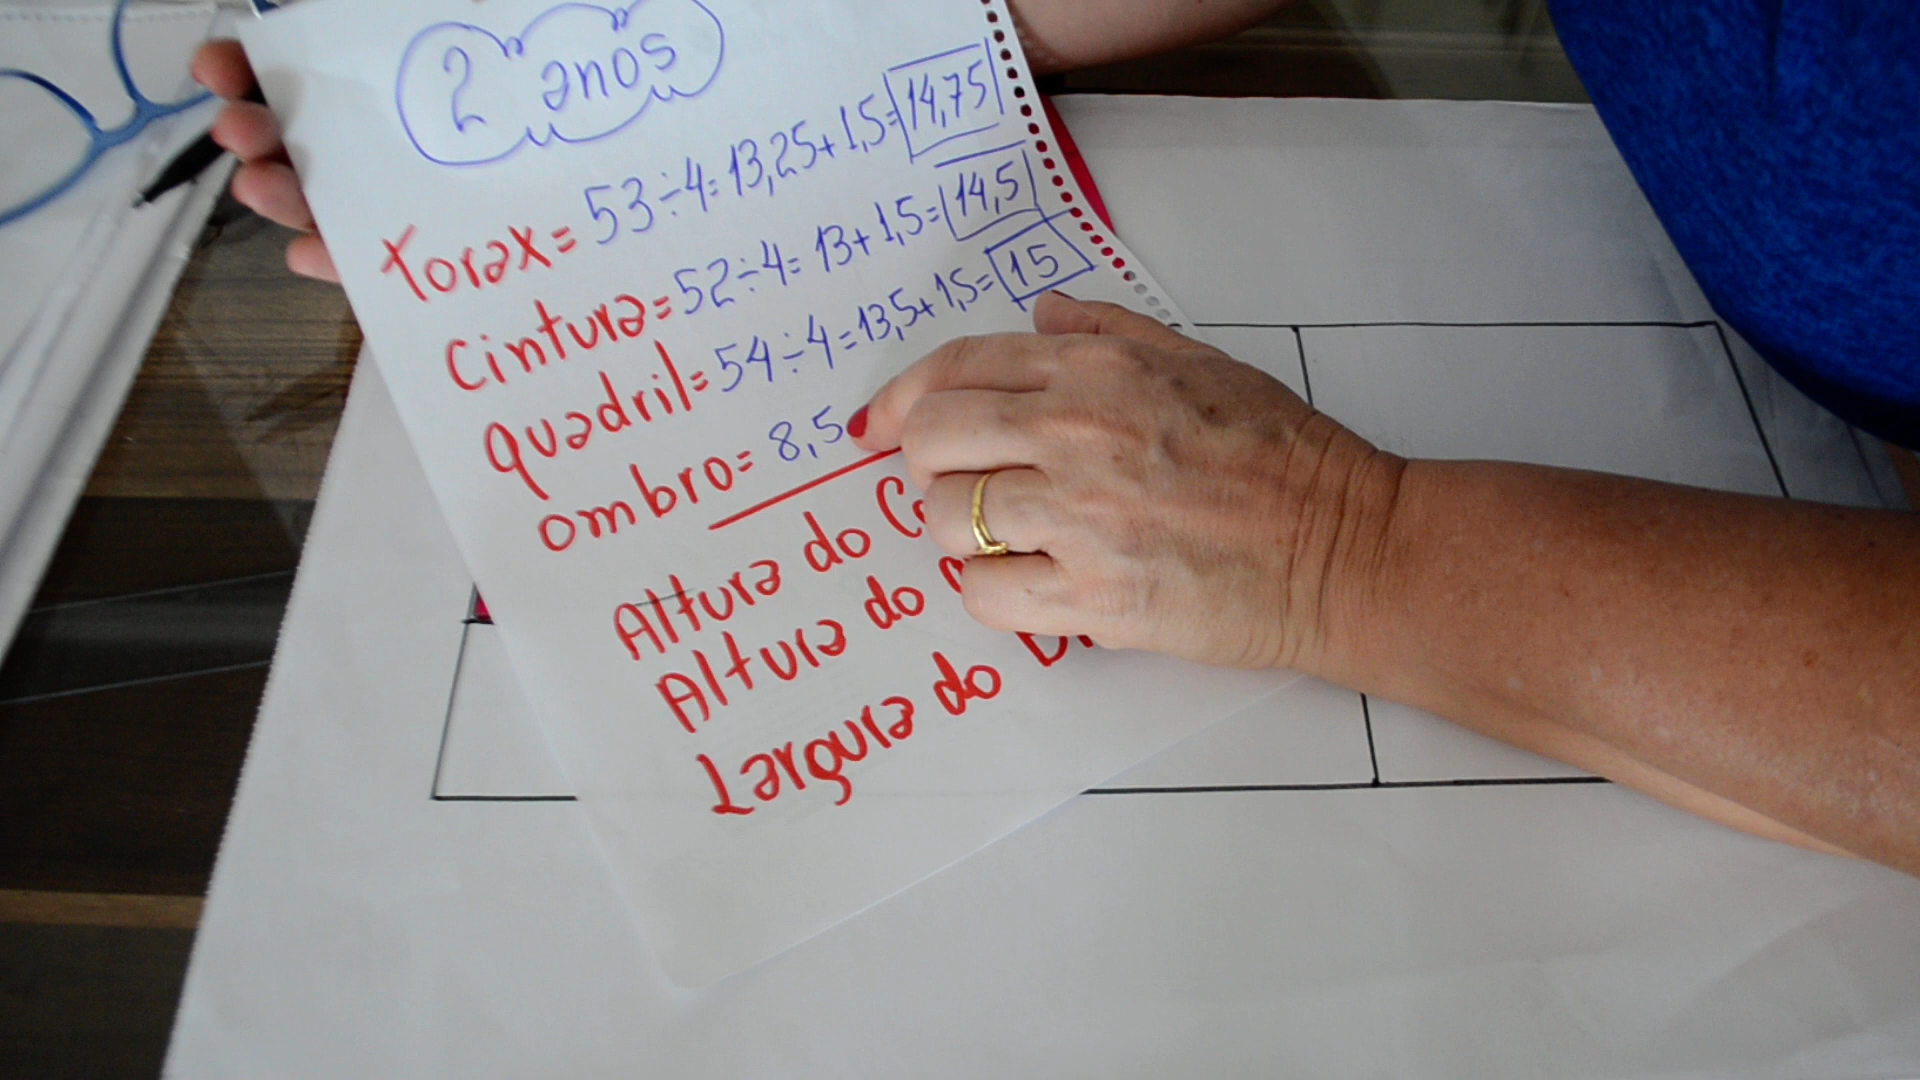 2 anos
torax= 53÷4= 13,25+1,5= 14,75
cintura= 52÷4= 13+1,5= 14,5
quadril= 54÷4=13,5+1,5= 15
ombro= 8,5
Altura do
Altura do
Largura do